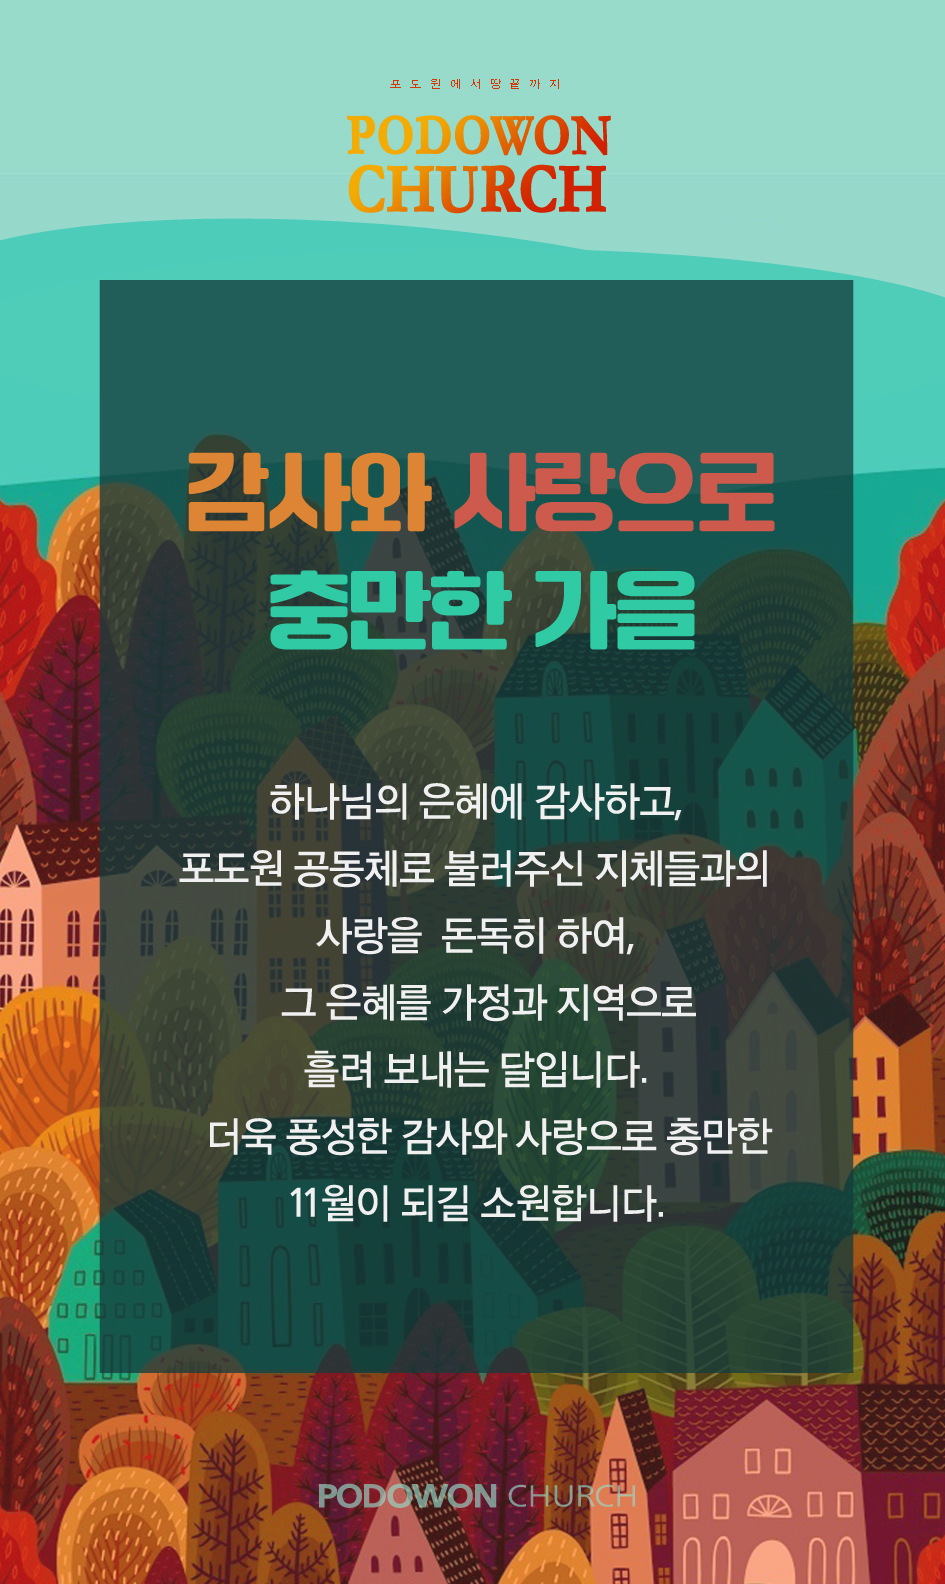 포도원에서땅끝까지
PODOWON
CHURCH
감사와 사랑으로
충만한 가을
하나님의 은혜에 감사하고,
포도원 공동체로 불러주신 지체들과의
사랑을 돈독히 하여,
그 은혜를 가정과 지역으로
흘려 보내는 달입니다.
더욱 풍성한 감사와 사랑으로 충만한
11월이 되길 소원합니다.
PODOWON CHURCH